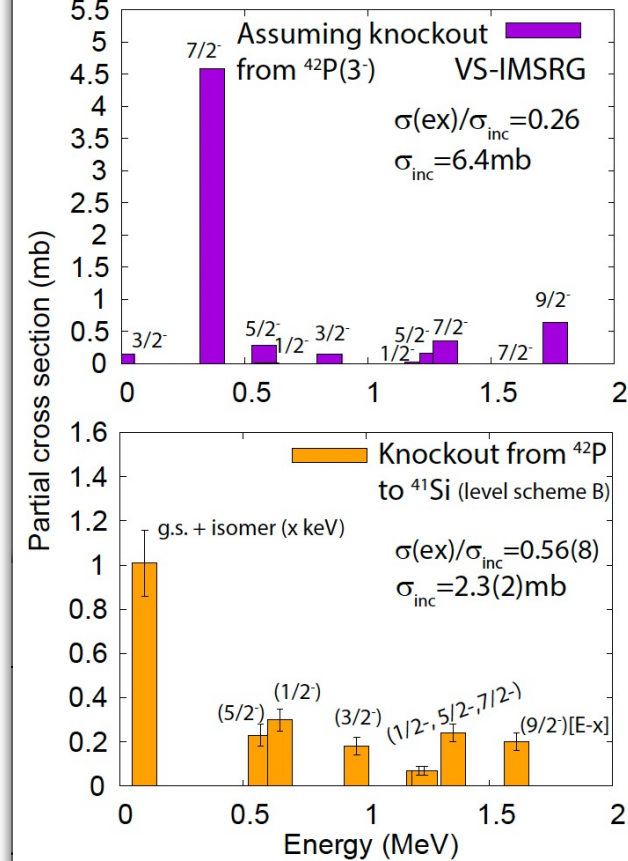 5.5
5
4.5
4
3.5
3
2.5
2
1.5
1
0.5
0
Assuming knockout
from ⁴²P(3⁻)
VS-IMSRG
σ(ex)/σinc=0.26
σinc=6.4mb
3/2⁻
7/2⁻
5/2⁻
1/2⁻
3/2⁻
1/2⁻
5/2⁻
7/2⁻
7/2⁻
9/2⁻
0 0.5 1 1.5 2
Partial cross section (mb)
1.6
1.4
1.2
1
0.8
0.6
0.4
0.2
0
Knockout from ⁴²P
to ⁴¹Si (level scheme B)
σ(ex)/σinc=0.56(8)
σinc=2.3(2)mb
g.s. + isomer (x keV)
(5/2⁻)
(1/2⁻)
(3/2⁻)
(1/2⁻, 5/2⁻,7/2⁻)
(9/2⁻)[E-x]
0 0.5 1 1.5 2
Energy (MeV)